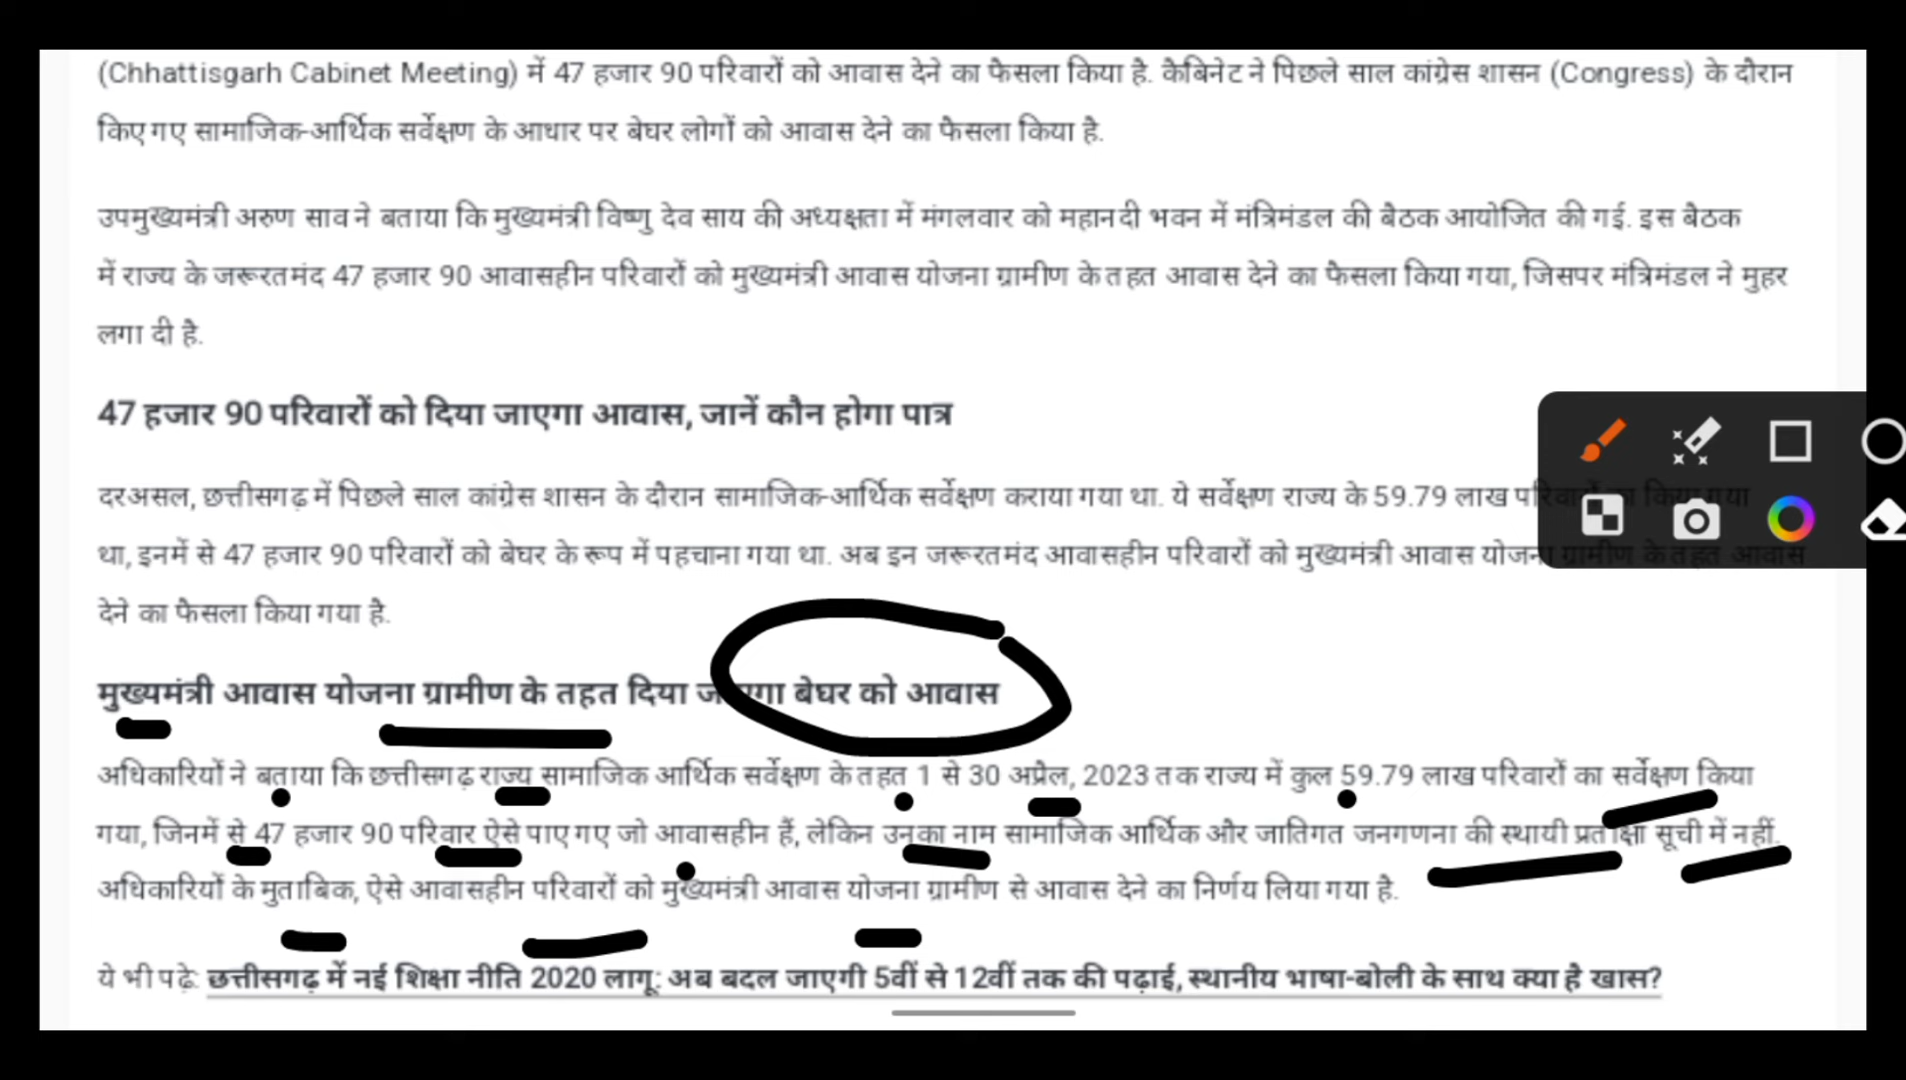 (Chhattisgarh Cabinet Meeting) में 47 हजार 90 परिवारों को आवास देने का फैसला किया है. कैबिनेट ने पिछले साल कांग्रेस शासन (Congress) के दौरान
किए गए सामाजिक-आर्थिक सर्वेक्षण के आधार पर बेघर लोगों को आवास देने का फैसला किया है.
उपमुख्यमंत्री अरुण साव ने बताया कि मुख्यमंत्री विष्णु देव साय की अध्यक्षता में मंगलवार को महानदी भवन में मंत्रिमंडल की बैठक आयोजित की गई. इस बैठक
में राज्य के जरूरतमंद 47 हजार 90 आवासहीन परिवारों को मुख्यमंत्री आवास योजना ग्रामीण के तहत आवास देने का फैसला किया गया, जिसपर मंत्रिमंडल ने मुहर
लगा दी है.
47 हजार 90 परिवारों को दिया जाएगा आवास, जानें कौन होगा पात्र
दरअसल, छत्तीसगढ़ में पिछले साल कांग्रेस शासन के दौरान सामाजिक-आर्थिक सर्वेक्षण कराया गया था. ये सर्वेक्षण राज्य के 59.79 लाख परिवारों का किया गया
था, इनमें से 47 हजार 90 परिवारों को बेघर के रूप में पहचाना गया था. अब इन जरूरतमंद आवासहीन परिवारों को मुख्यमंत्री आवास योजना ग्रामीण के तहत आवास
देने का फैसला किया गया है.
मुख्यमंत्री आवास योजना ग्रामीण के तहत दिया जाएगा बेघर को आवास
अधिकारियों ने बताया कि छत्तीसगढ़ राज्य सामाजिक आर्थिक सर्वेक्षण के तहत 1 से 30 अप्रैल, 2023 तक राज्य में कुल 59.79 लाख परिवारों का सर्वेक्षण किया
गया, जिनमें से 47 हजार 90 परिवार ऐसे पाए गए जो आवासहीन हैं, लेकिन उनका नाम सामाजिक आर्थिक और जातिगत जनगणना की स्थायी प्रतीक्षा सूची में नहीं.
अधिकारियों के मुताबिक, ऐसे आवासहीन परिवारों को मुख्यमंत्री आवास योजना ग्रामीण से आवास देने का निर्णय लिया गया है.
ये भी पढ़े: छत्तीसगढ़ में नई शिक्षा नीति 2020 लागू: अब बदल जाएगी 5वीं से 12वीं तक की पढ़ाई, स्थानीय भाषा-बोली के साथ क्या है खास?